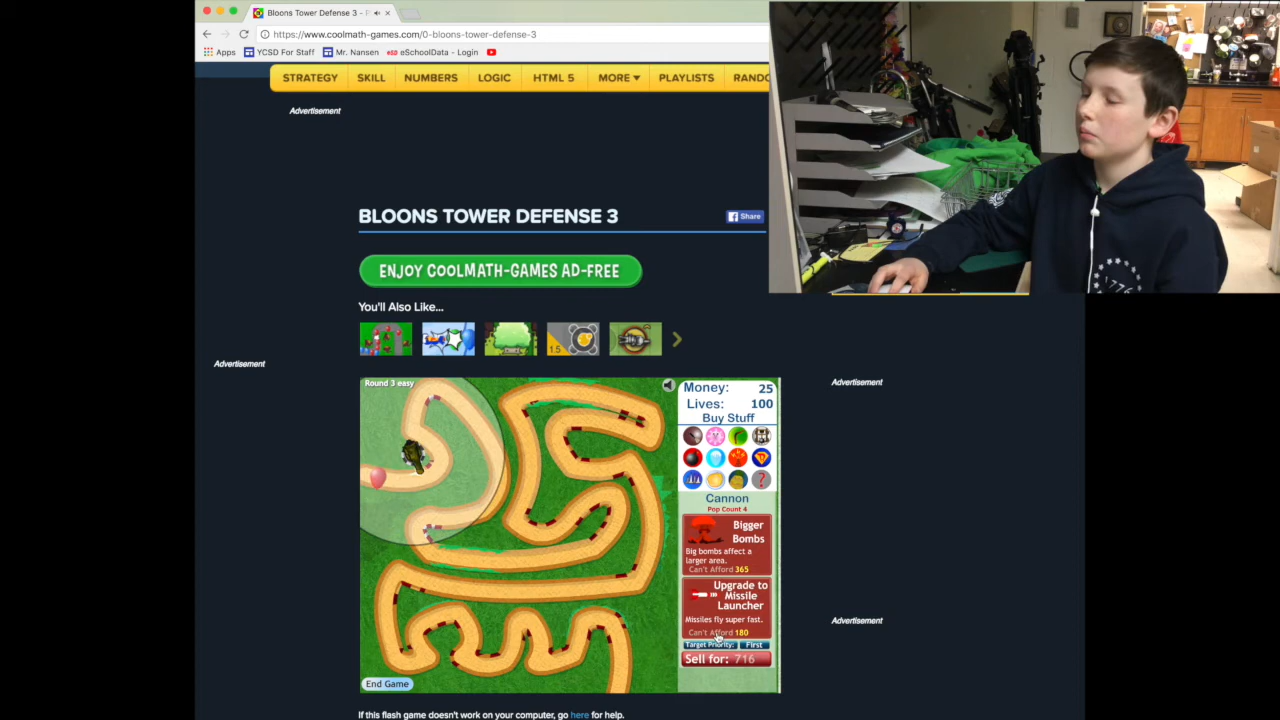 Bloons Tower Defense 3 -
https://www.coolmath-games.com/0-bloons-tower-defense-3
Apps YCSD For Staff Mr. Nansen eSchoolData - Login
STRATEGY SKILL NUMBERS LOGIC HTML 5 MORE PLAYLISTS
Advertisement
BLOONS TOWER DEFENSE 3
Share
ENJOY COOLMATH-GAMES AD-FREE
You'll Also Like...
1.5
Advertisement
Advertisement
Round 3 easy
Money: 25
Lives: 100
Buy Stuff
Cannon
Pop Count 4
Bigger
Bombs
Big bombs affect a
larger area.
Can't Afford 365
Upgrade to
Missile
Launcher
Missiles fly super fast.
Can't Afford 180
Target Priority: First
Sell for: 716
Advertisement
End Game
If this flash game doesn't work on your computer, go here for help.
1776